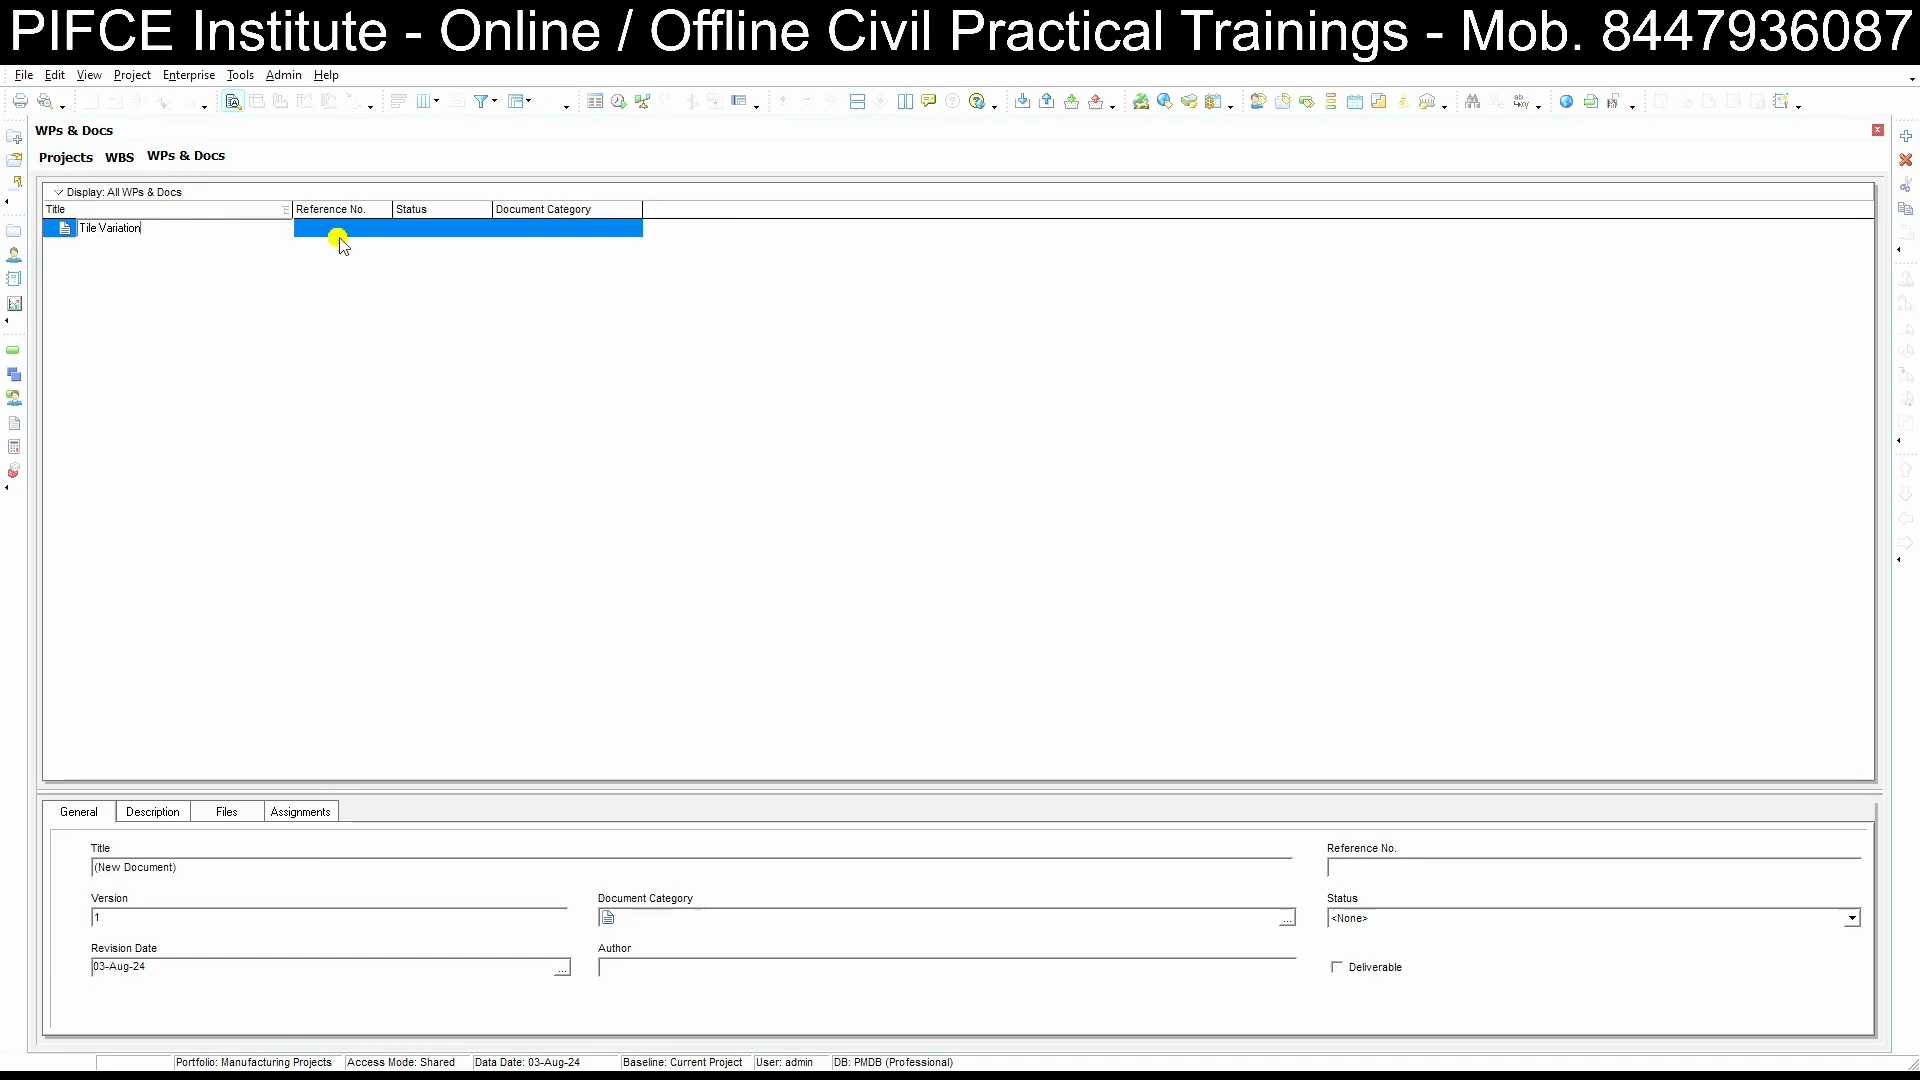 PIFCE Institute - Online / Offline Civil Practical Trainings - Mob. 8447936087
File Edit View Project Enterprise Tools Admin Help
WPs & Docs
Projects WBS WPs & Docs
Display: All WPs & Docs
Title Reference No. Status Document Category
Tile Variation
General Description Files Assignments
Title Reference No.
(New Document)
Version Document Category Status
1 ... <None>
Revision Date Author
03-Aug-24 ... Deliverable
Portfolio: Manufacturing Projects Access Mode: Shared Data Date: 03-Aug-24 Baseline: Current Project User: admin DB: PMDB (Professional)